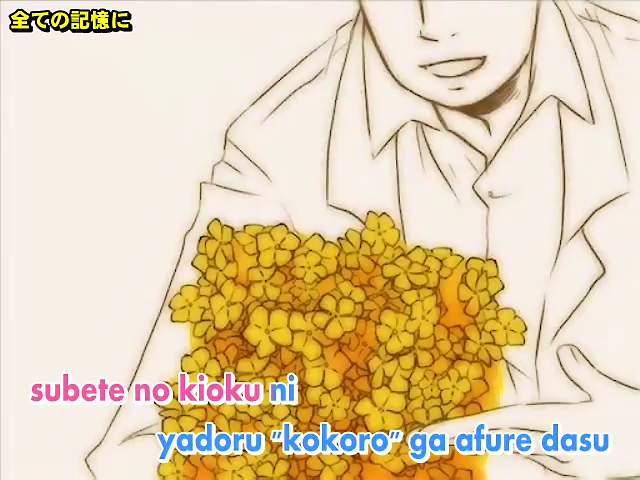 全ての記憶に
subete no kioku ni
yadoru "kokoro" ga afure dasu